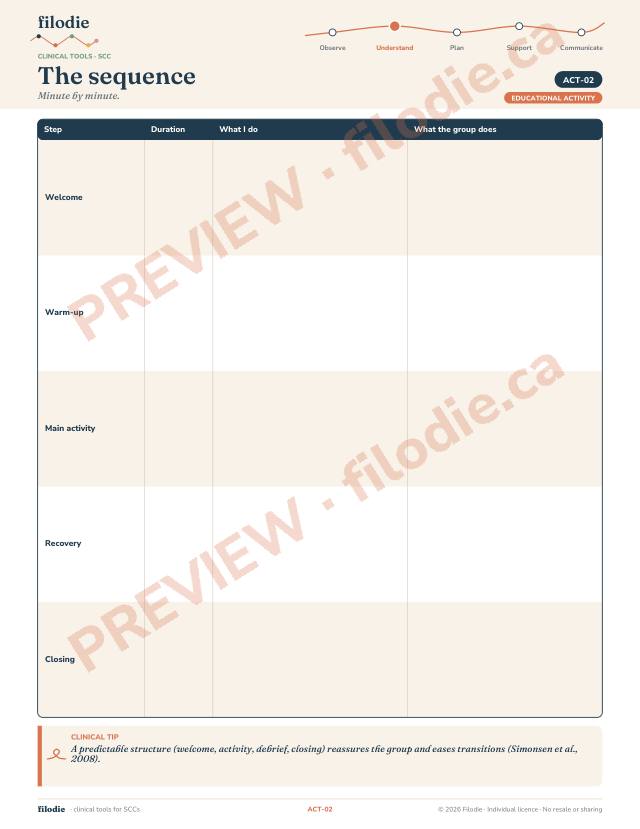 filodie
CLINICAL TOOLS · SCC
The sequence
Minute by minute.
Observe
Understand
Plan
Support
Communicate
ACT-02
EDUCATIONAL ACTIVITY
Step
Duration
What I do
What the group does
Welcome
Warm-up
Main activity
Recovery
Closing
PREVIEW · filodie.ca
PREVIEW · filodie.ca
CLINICAL TIP
A predictable structure (welcome, activity, debrief, closing) reassures the group and eases transitions (Simonsen et al.,
2008).
filodie · clinical tools for SCCs
ACT-02
© 2026 Filodie · Individual licence · No resale or sharing